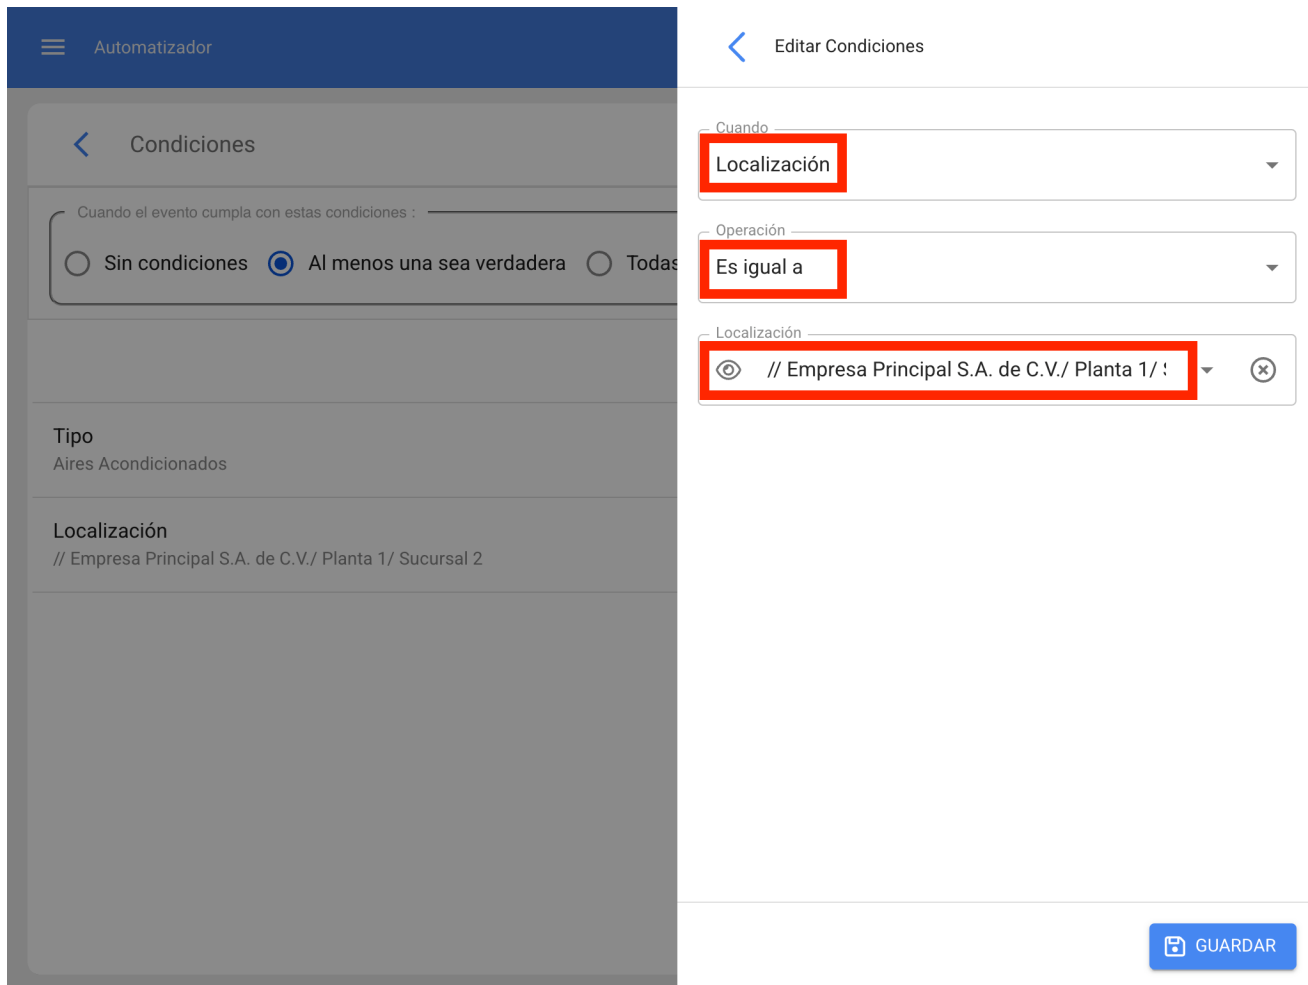 Automatizador
Condiciones
Cuando el evento cumpla con estas condiciones :
Sin condiciones
Al menos una sea verdadera
Todas
Tipo
Aires Acondicionados
Localización
// Empresa Principal S.A. de C.V./ Planta 1/ Sucursal 2
Editar Condiciones
Cuando
Localización
Operación
Es igual a
Localización
// Empresa Principal S.A. de C.V./ Planta 1/
GUARDAR